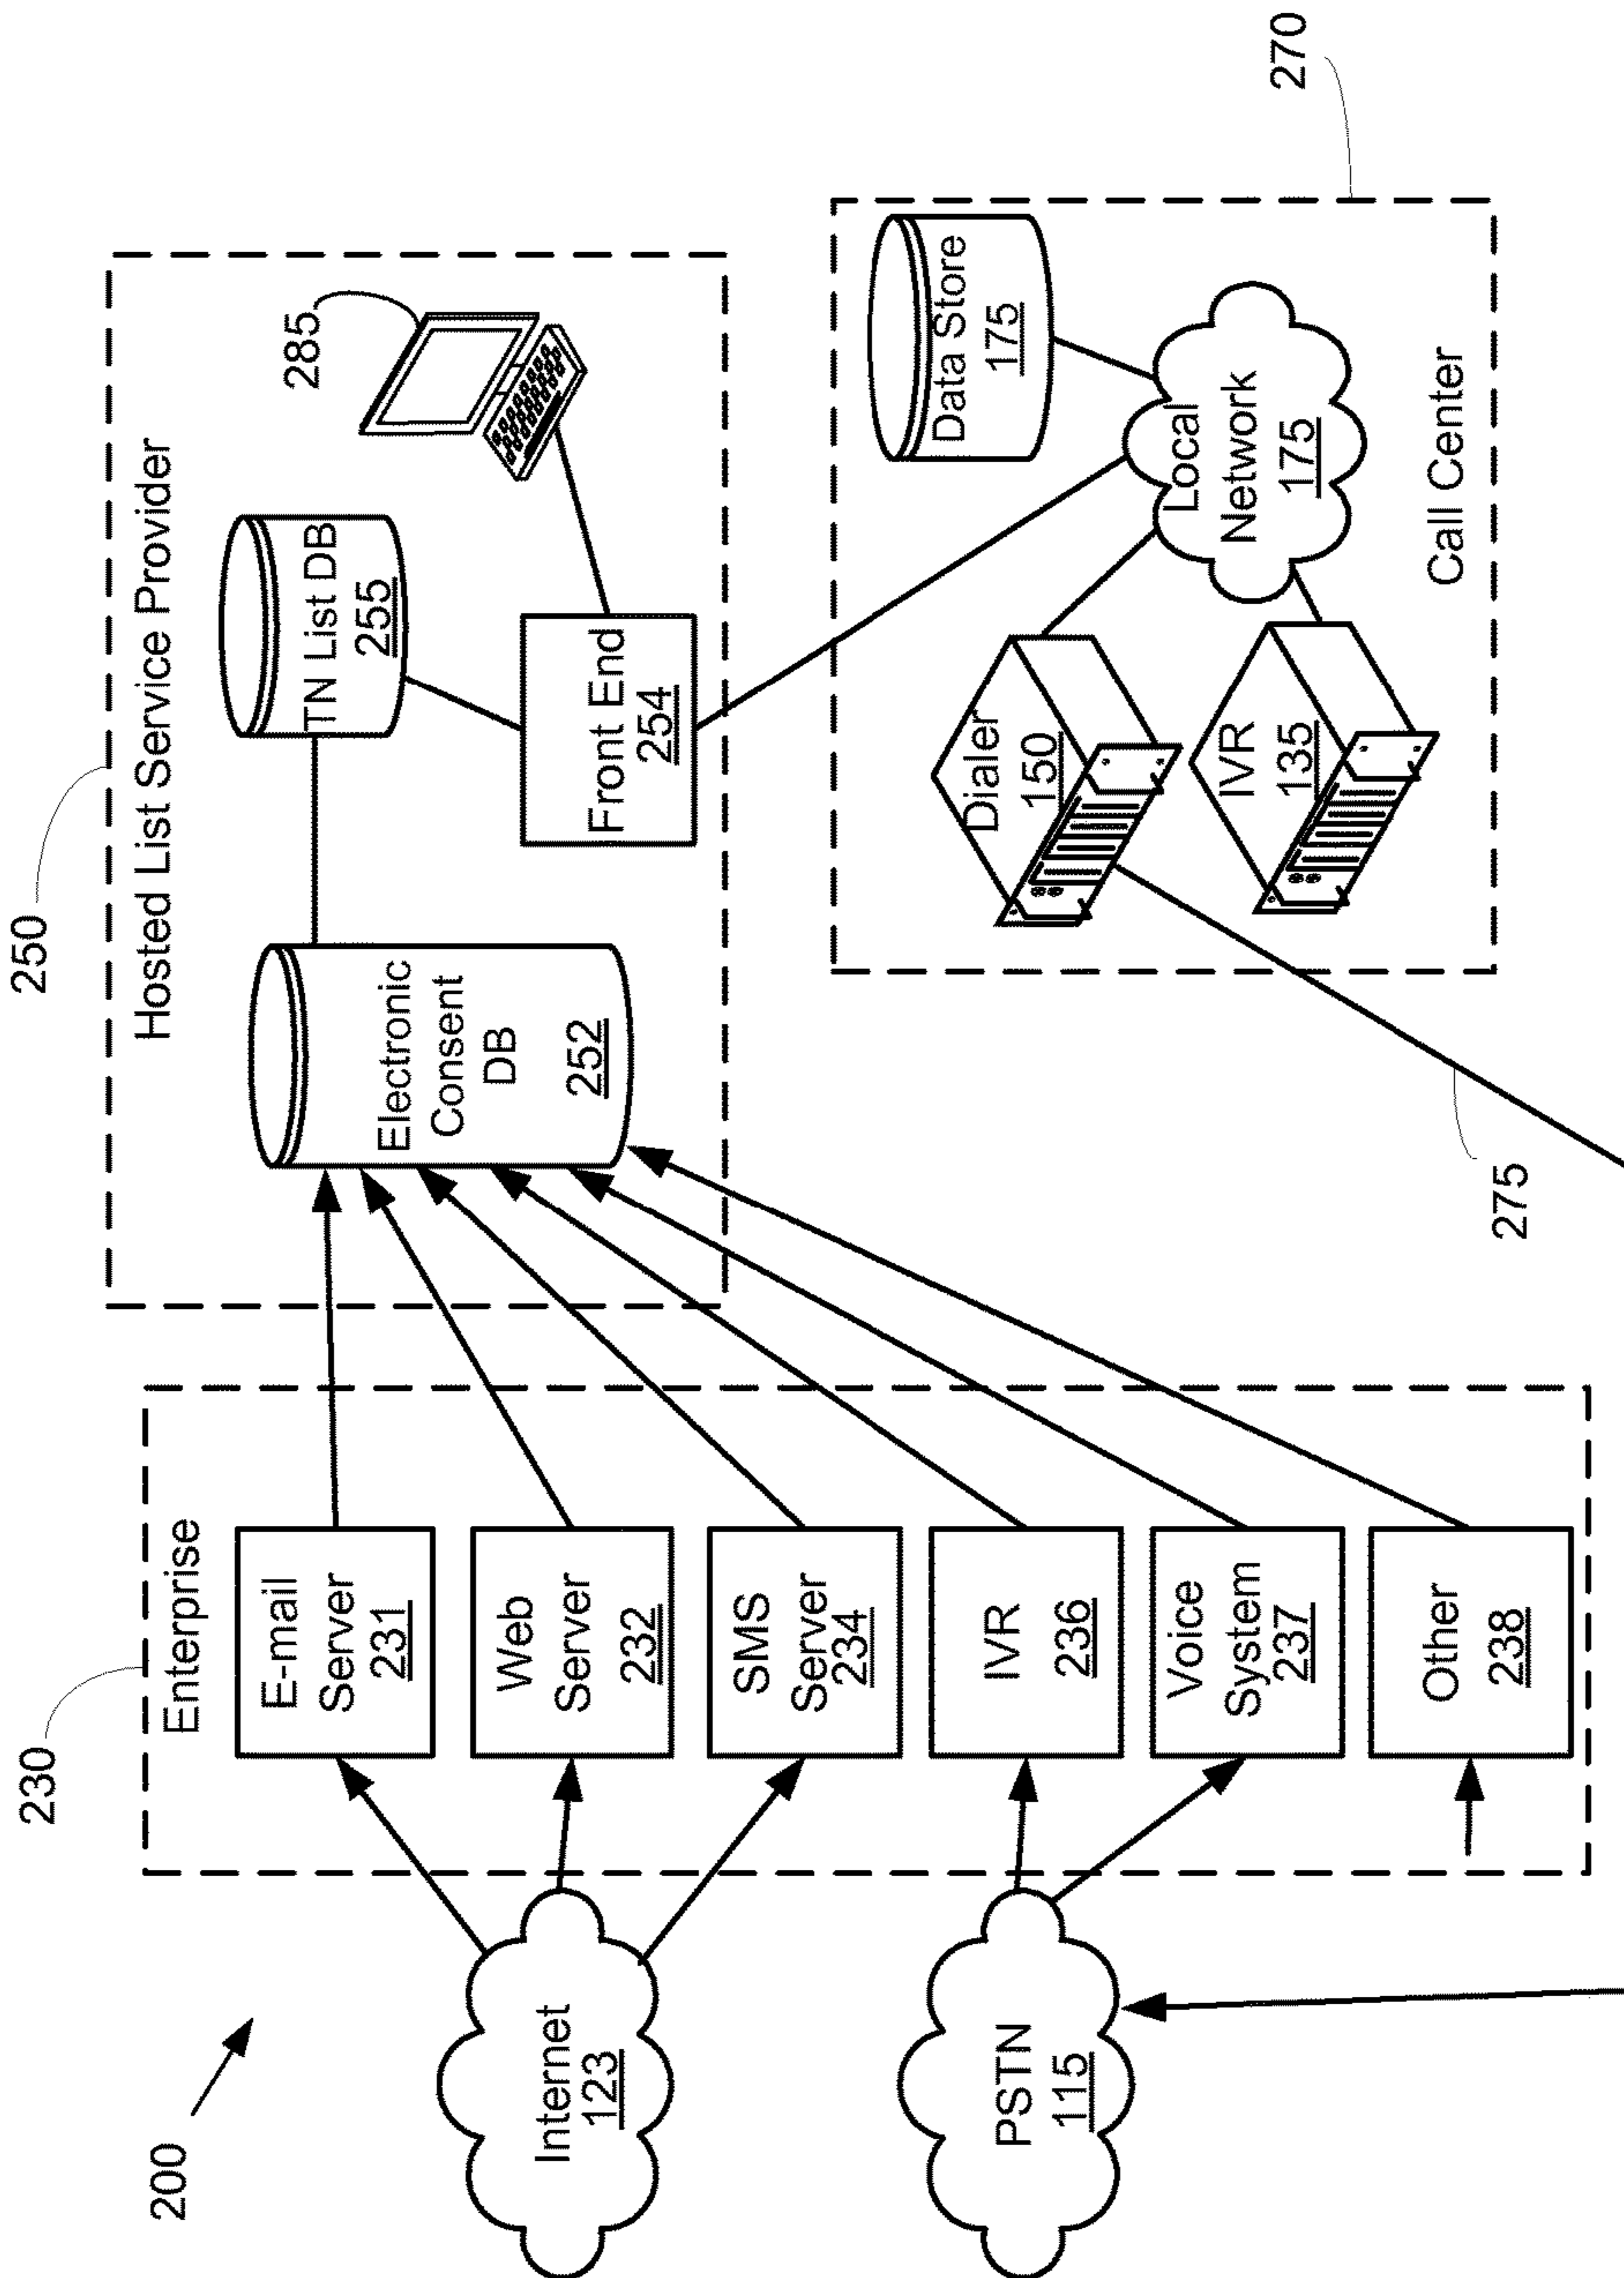 200
230
250
Enterprise
Hosted List Service Provider
Internet
123
PSTN
115
E-mail
Server
231
Web
Server
232
SMS
Server
234
IVR
236
Voice
System
237
Other
238
Electronic
Consent
DB
252
TN List DB
255
Front End
254
285
270
Data Store
175
Local
Network
175
Dialer
150
IVR
135
Call Center
275